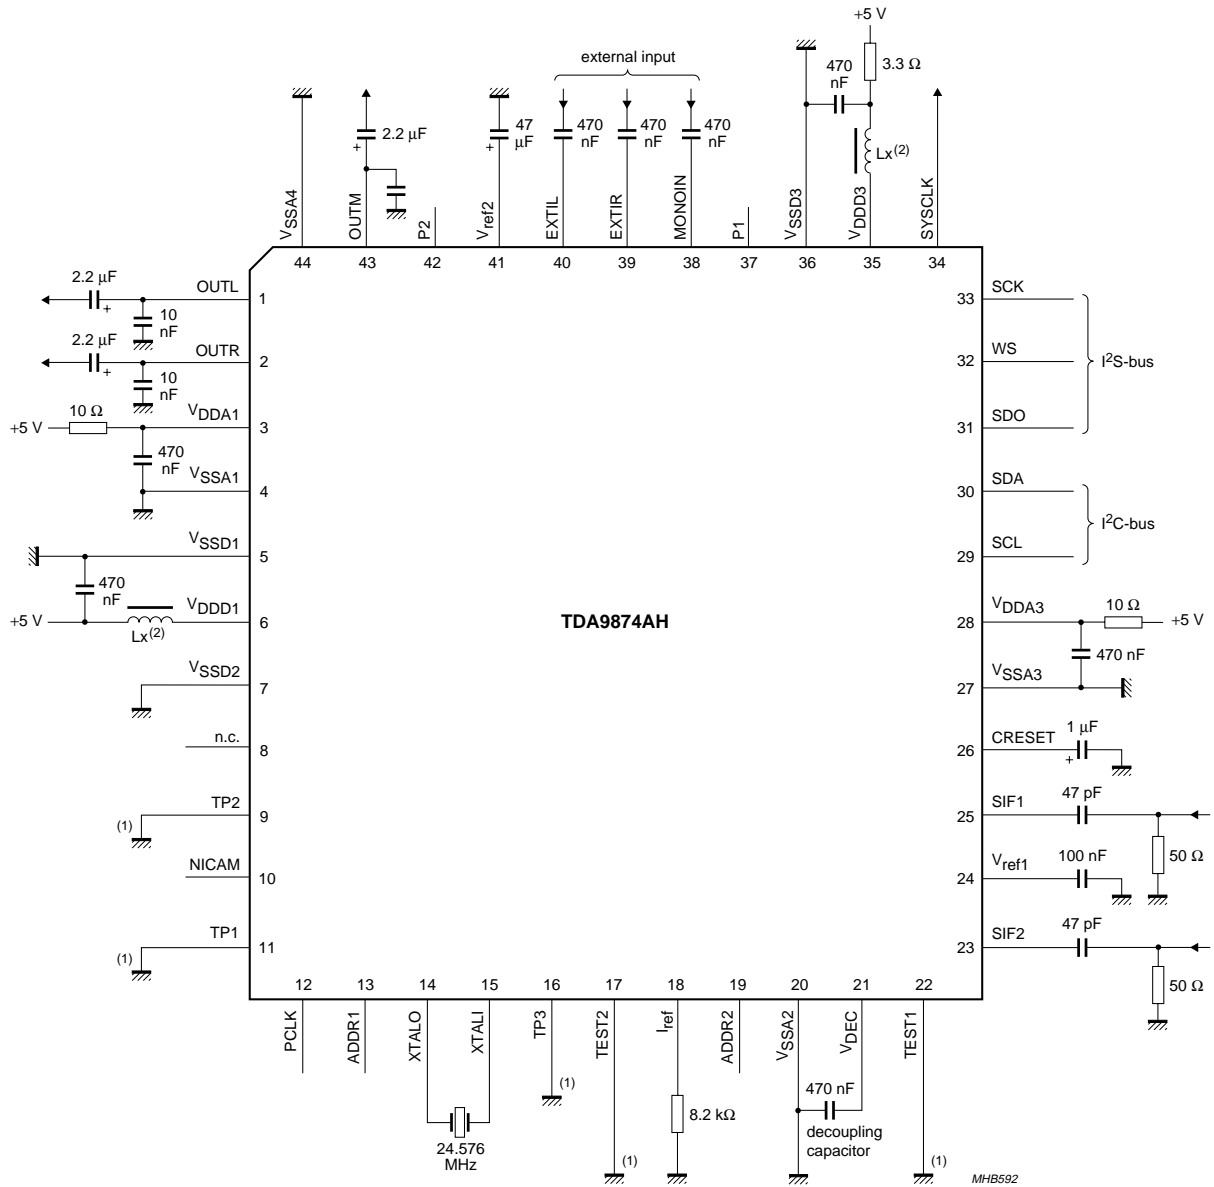 +5 V
3.3 Ω
470 nF
external input
2.2 µF
+
47 µF
+
470 nF
470 nF
470 nF
Lx(2)
VSSA4
OUTM
P2
Vref2
EXTIL
EXTIR
MONOIN
P1
VSSD3
VDDD3
SYSCLK
44
43
42
41
40
39
38
37
36
35
34
2.2 µF
+
OUTL
1
10 nF
2.2 µF
+
OUTR
2
10 nF
+5 V
10 Ω
VDDA1
3
470 nF
VSSA1
4
VSSD1
5
470 nF
+5 V
Lx(2)
VDDD1
6
VSSD2
7
n.c.
8
(1)
TP2
9
NICAM
10
(1)
TP1
11
TDA9874AH
33
SCK
32
WS
I2S-bus
31
SDO
30
SDA
I2C-bus
29
SCL
28
VDDA3
10 Ω
+5 V
470 nF
27
VSSA3
26
CRESET
1 µF
+
25
SIF1
47 pF
50 Ω
24
Vref1
100 nF
23
SIF2
47 pF
50 Ω
12
13
14
15
16
17
18
19
20
21
22
PCLK
ADDR1
XTALO
XTALI
TP3
TEST2
Iref
ADDR2
VSSA2
VDEC
TEST1
24.576 MHz
(1)
(1)
8.2 kΩ
470 nF
decoupling
capacitor
(1)
MHB592